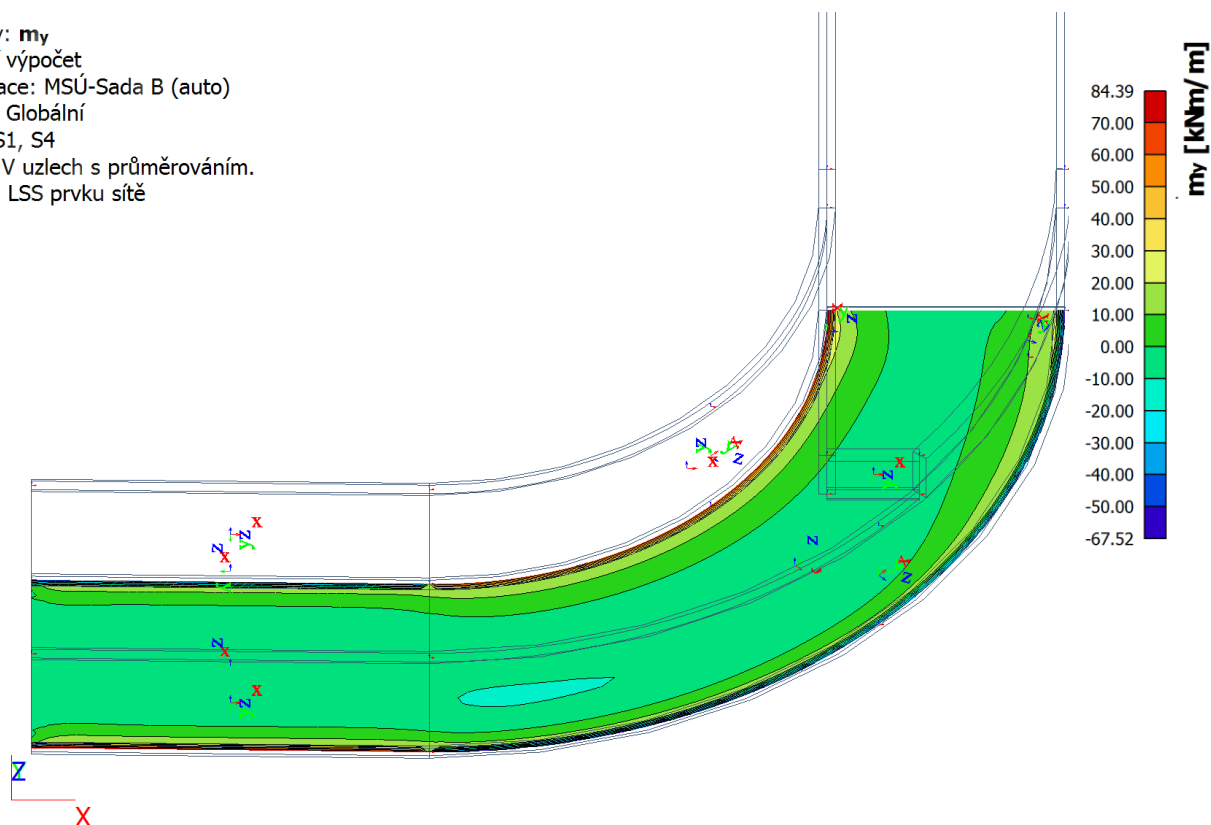 /: my
í výpočet
ace: MSÚ-Sada B (auto)
Globální
S1, S4
V uzlech s průměrováním.
LSS prvku sítě
84.39
70.00
60.00
50.00
40.00
30.00
20.00
10.00
0.00
-10.00
-20.00
-30.00
-40.00
-50.00
-67.52
my [kNm/m]
Z
X